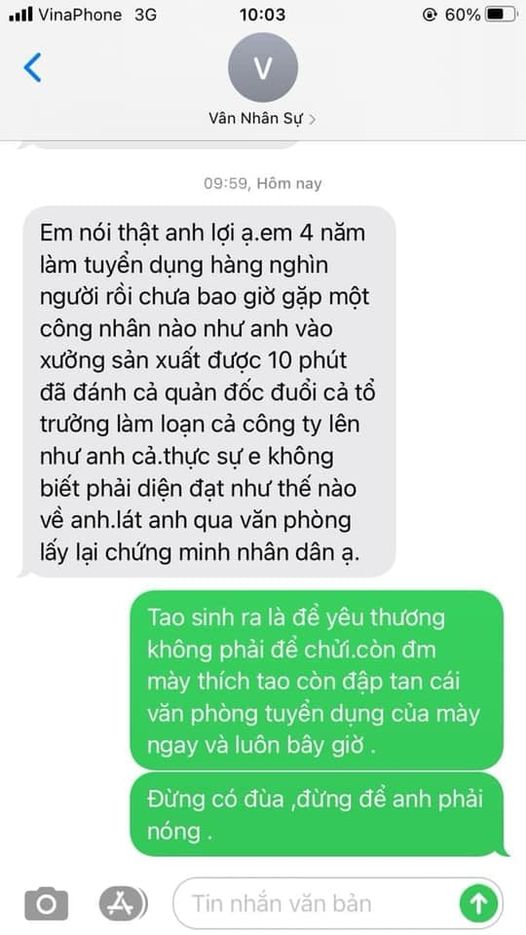 VinaPhone 3G 10:03 60%
V
Vân Nhân Sự
09:59, Hôm nay
Em nói thật anh lợi ạ.em 4 năm
làm tuyển dụng hàng nghìn
người rồi chưa bao giờ gặp một
công nhân nào như anh vào
xưởng sản xuất được 10 phút
đã đánh cả quản đốc đuổi cả tổ
trưởng làm loạn cả công ty lên
như anh cả.thực sự e không
biết phải diện đạt như thế nào
về anh.lát anh qua văn phòng
lấy lại chứng minh nhân dân ạ.
Tao sinh ra là để yêu thương
không phải để chửi.còn đm
mày thích tao còn đập tan cái
văn phòng tuyển dụng của mày
ngay và luôn bây giờ .
Đừng có đùa ,đừng để anh phải
nóng .
Tin nhắn văn bản